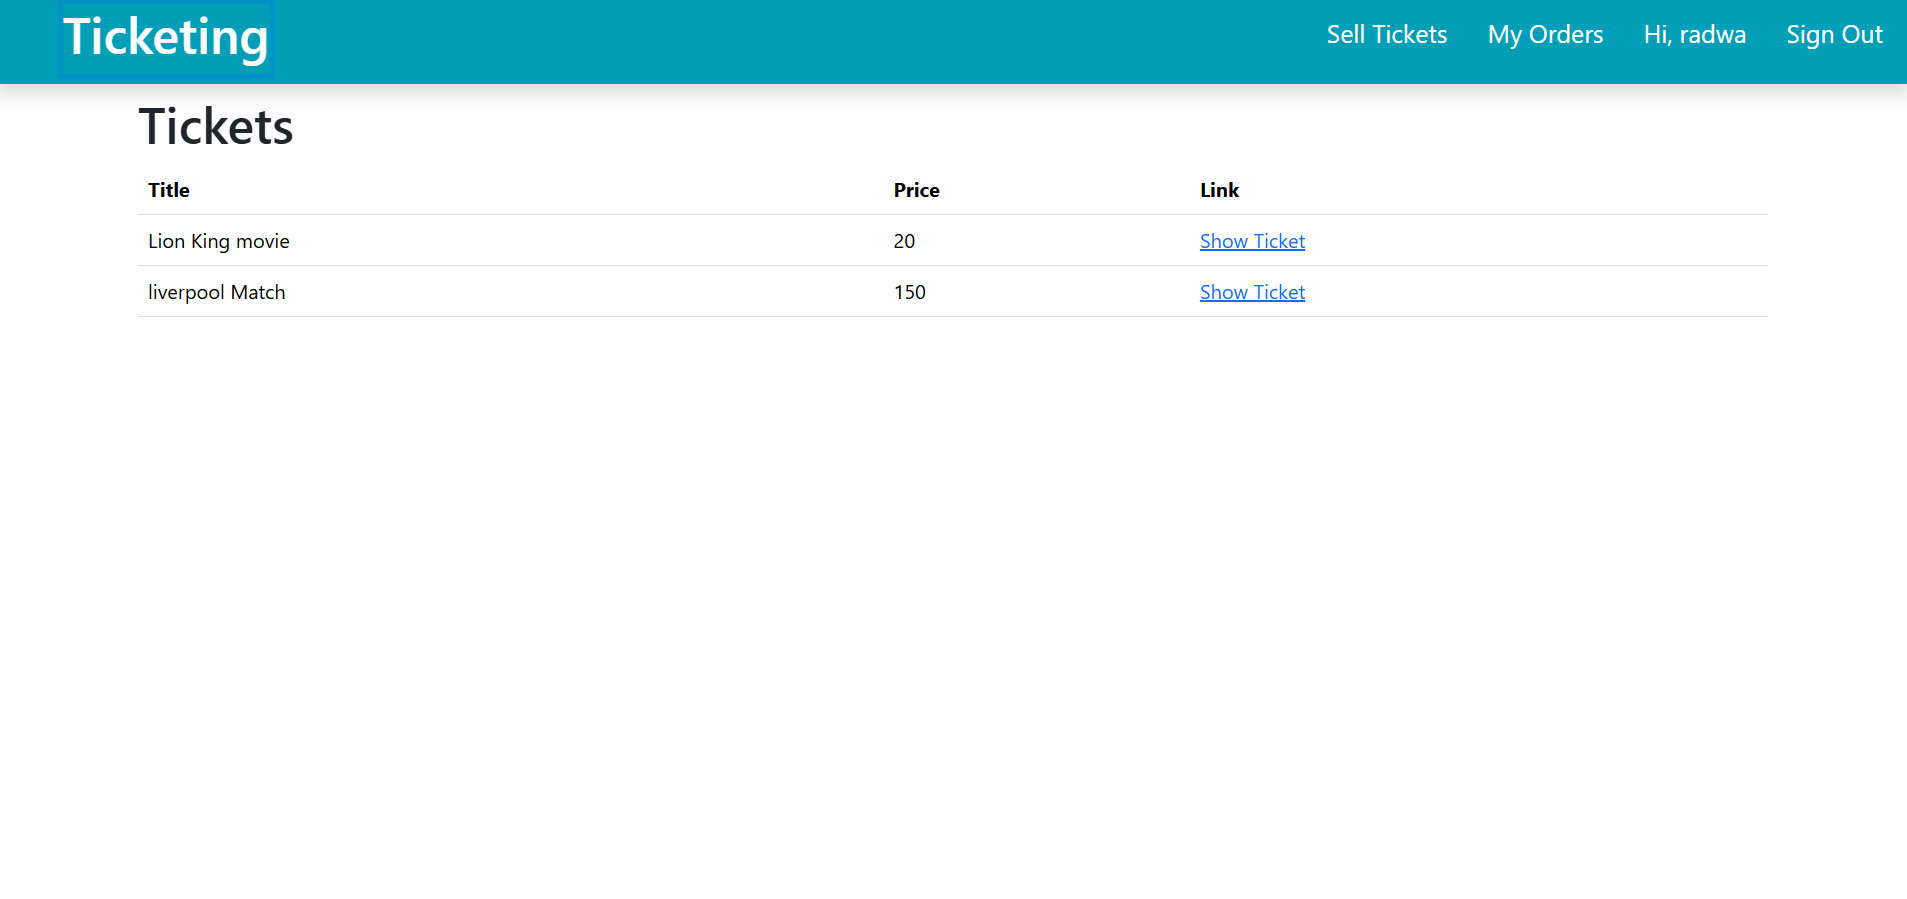 Ticketing Sell Tickets My Orders Hi, radwa Sign Out
Tickets
Title Price Link
Lion King movie 20 Show Ticket
liverpool Match 150 Show Ticket